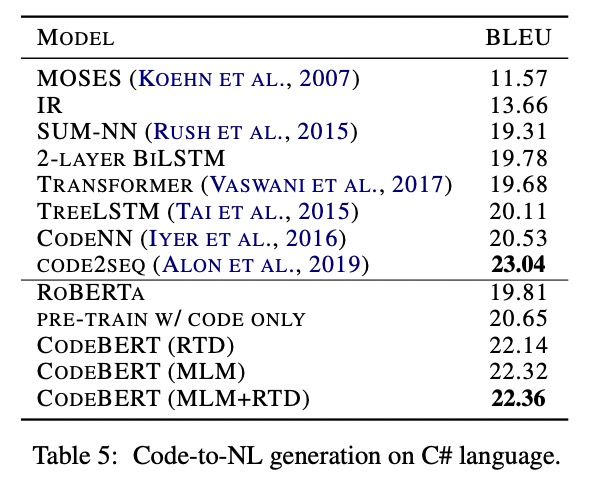 MODEL BLEU
MOSES (KOEHN ET AL., 2007) 11.57
IR 13.66
SUM-NN (RUSH ET AL., 2015) 19.31
2-LAYER BILSTM 19.78
TRANSFORMER (VASWANI ET AL., 2017) 19.68
TREELSTM (TAI ET AL., 2015) 20.11
CODENN (IYER ET AL., 2016) 20.53
CODE2SEQ (ALON ET AL., 2019) 23.04
ROBERTA 19.81
PRE-TRAIN W/ CODE ONLY 20.65
CODEBERT (RTD) 22.14
CODEBERT (MLM) 22.32
CODEBERT (MLM+RTD) 22.36
Table 5: Code-to-NL generation on C# language.